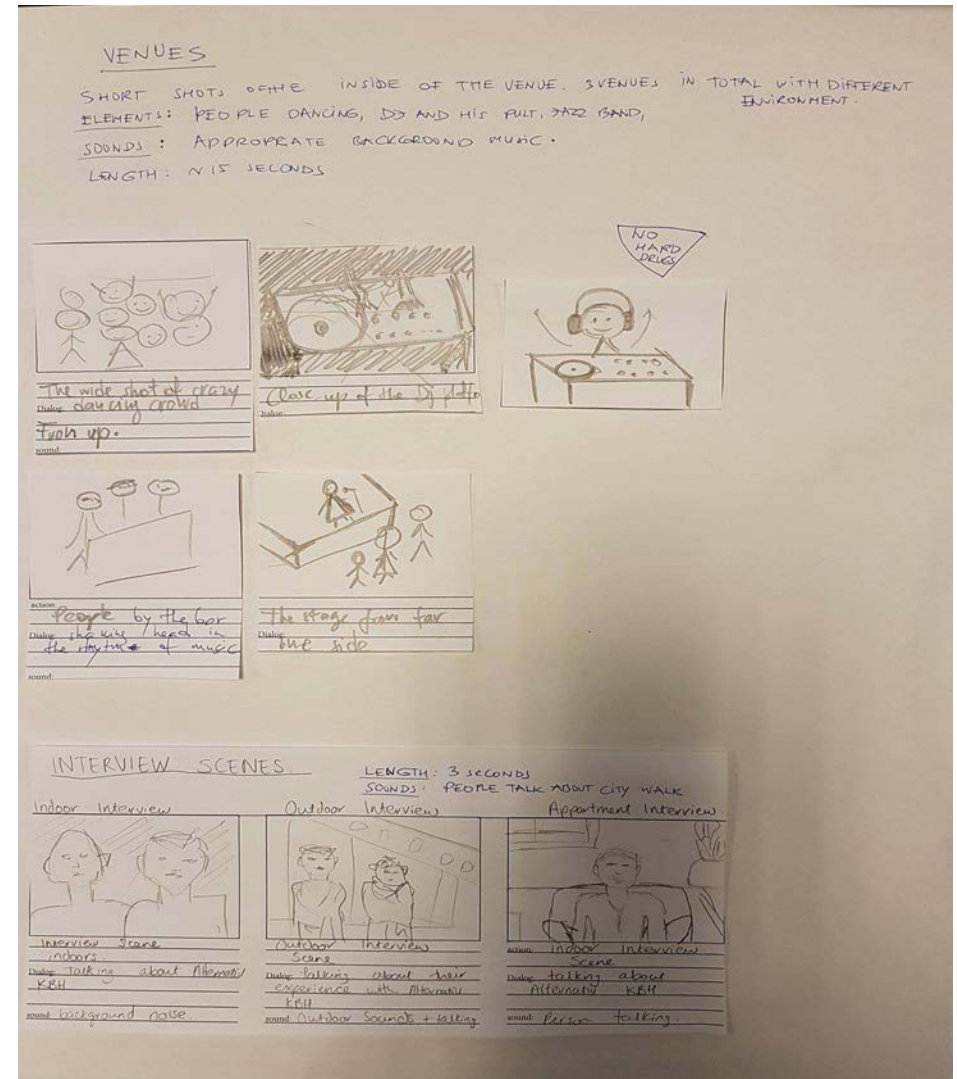 VENUES
SHORT SHOTS OF THE INSIDE OF THE VENUE. 3 VENUES IN TOTAL WITH DIFFERENT
ENVIRONMENT.
ELEMENTS: PEOPLE DANCING, DJ AND HIS PULT, JAZZ BAND,
SOUNDS: APPROPRATE BACKGROUND MUSIC.
LENGTH: ~15 SECONDS
NO
HARD
DRUGS
The wide shot of crazy
Dialog: dancing crowd
Turn up.
sound:
Close up of the Dj
Dialog:
action:
People by the bar
Dialog: shaking head in
the of music
sound:
The stage from far
Dialog:
one side
INTERVIEW SCENES.
LENGTH: 3 SECONDS
SOUNDS: PEOPLE TALK ABOUT CITY WALK
Indoor Interview
Interview Scene
indoors.
Dialog: Talking about Alternativ
KBH
sound: background noise.
Outdoor Interview
Outdoor Interview
Scene
Dialog: talking about their
experience with Alternativ
KBH
sound: Outdoor Sounds + talking
Appartment Interview
action: Indoor Interview
Scene
Dialog: talking about
Alternativ KBH
sound: Person talking.